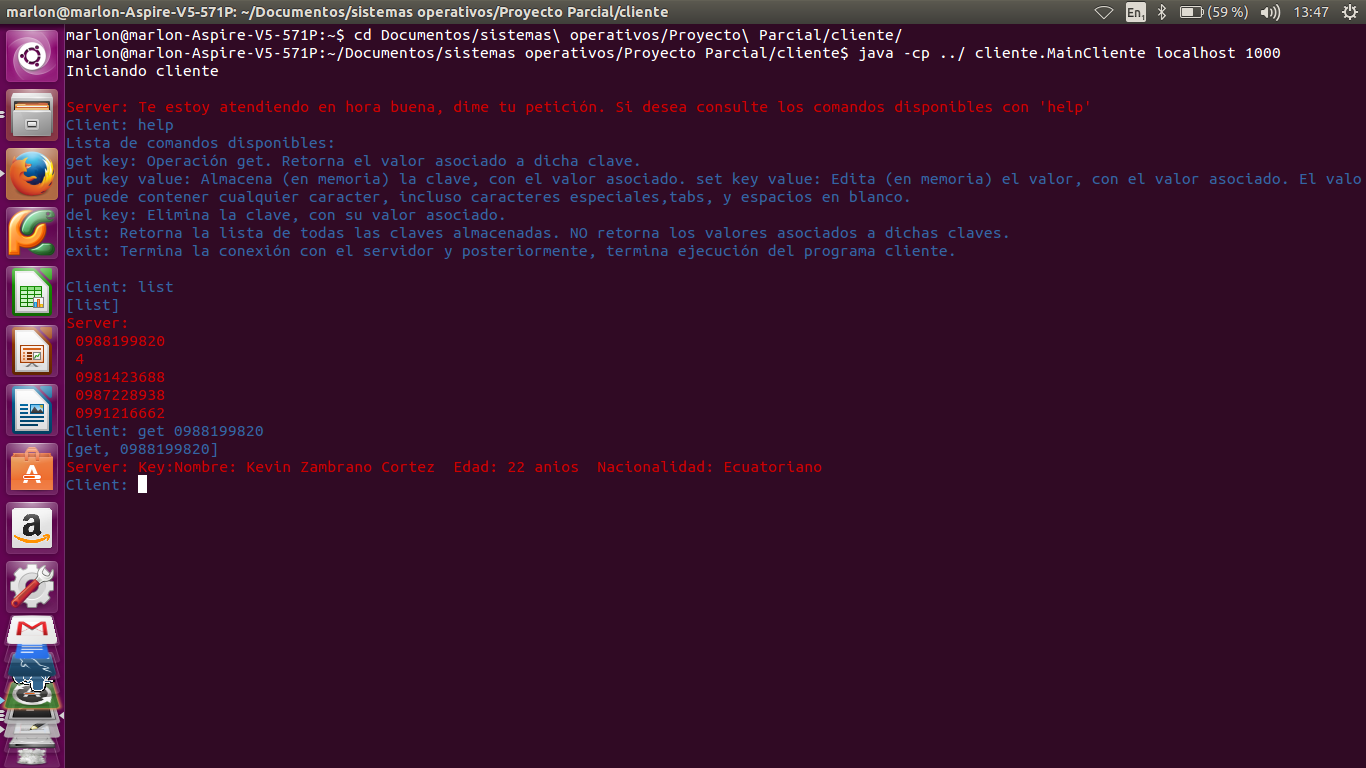 marlon@marlon-Aspire-V5-571P: ~/Documentos/sistemas operativos/Proyecto Parcial/cliente
En1
(59 %)
13:47
marlon@marlon-Aspire-V5-571P:~$ cd Documentos/sistemas\ operativos/Proyecto\ Parcial/cliente/
marlon@marlon-Aspire-V5-571P:~/Documentos/sistemas operativos/Proyecto Parcial/cliente$ java -cp ../ cliente.MainCliente localhost 1000
Iniciando cliente
Server: Te estoy atendiendo en hora buena, dime tu petición. Si desea consulte los comandos disponibles con 'help'
Client: help
Lista de comandos disponibles:
get key: Operación get. Retorna el valor asociado a dicha clave.
put key value: Almacena (en memoria) la clave, con el valor asociado. set key value: Edita (en memoria) el valor, con el valor asociado. El valo
r puede contener cualquier caracter, incluso caracteres especiales,tabs, y espacios en blanco.
del key: Elimina la clave, con su valor asociado.
list: Retorna la lista de todas las claves almacenadas. NO retorna los valores asociados a dichas claves.
exit: Termina la conexión con el servidor y posteriormente, termina ejecución del programa cliente.
Client: list
[list]
Server:
0988199820
4
0981423688
0987228938
0991216662
Client: get 0988199820
[get, 0988199820]
Server: Key:Nombre: Kevin Zambrano Cortez  Edad: 22 anios  Nacionalidad: Ecuatoriano
Client: